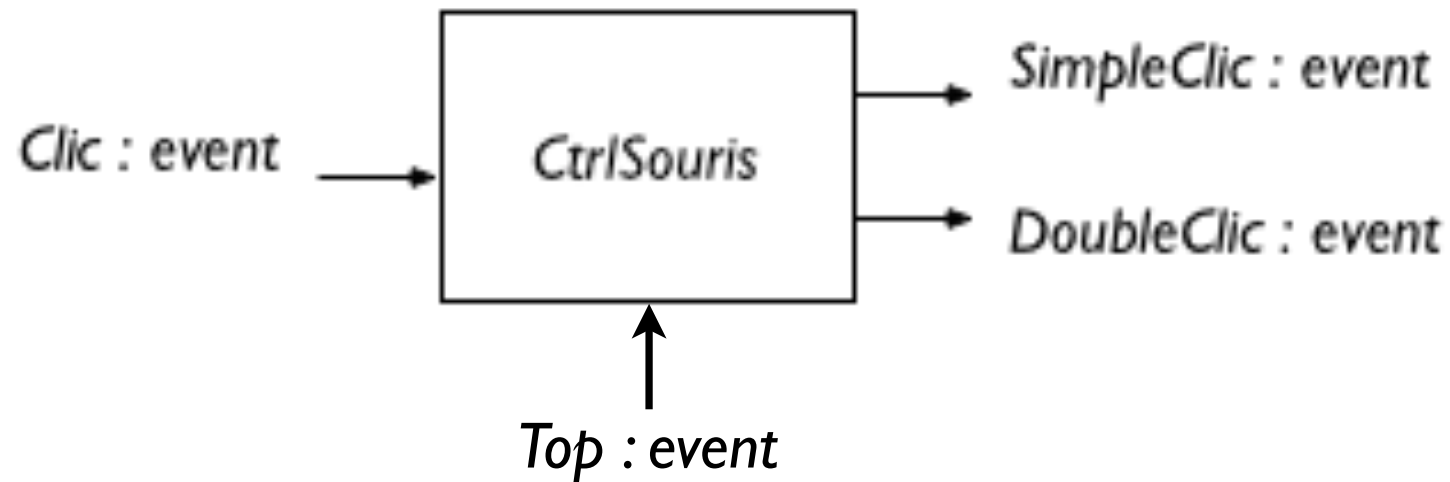 SimpleClic : event
Clic : event
CtrlSouris
DoubleClic : event
Top : event